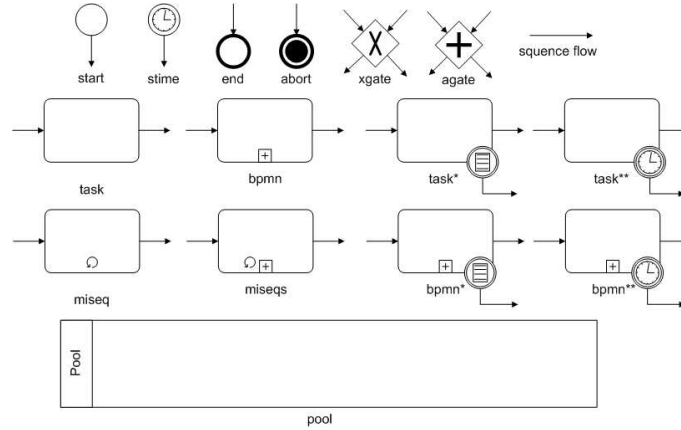 start
stime
end
abort
xgate
agate
squence flow
task
bpmn
task*
task**
miseq
miseqs
bpmn*
bpmn**
Pool
pool